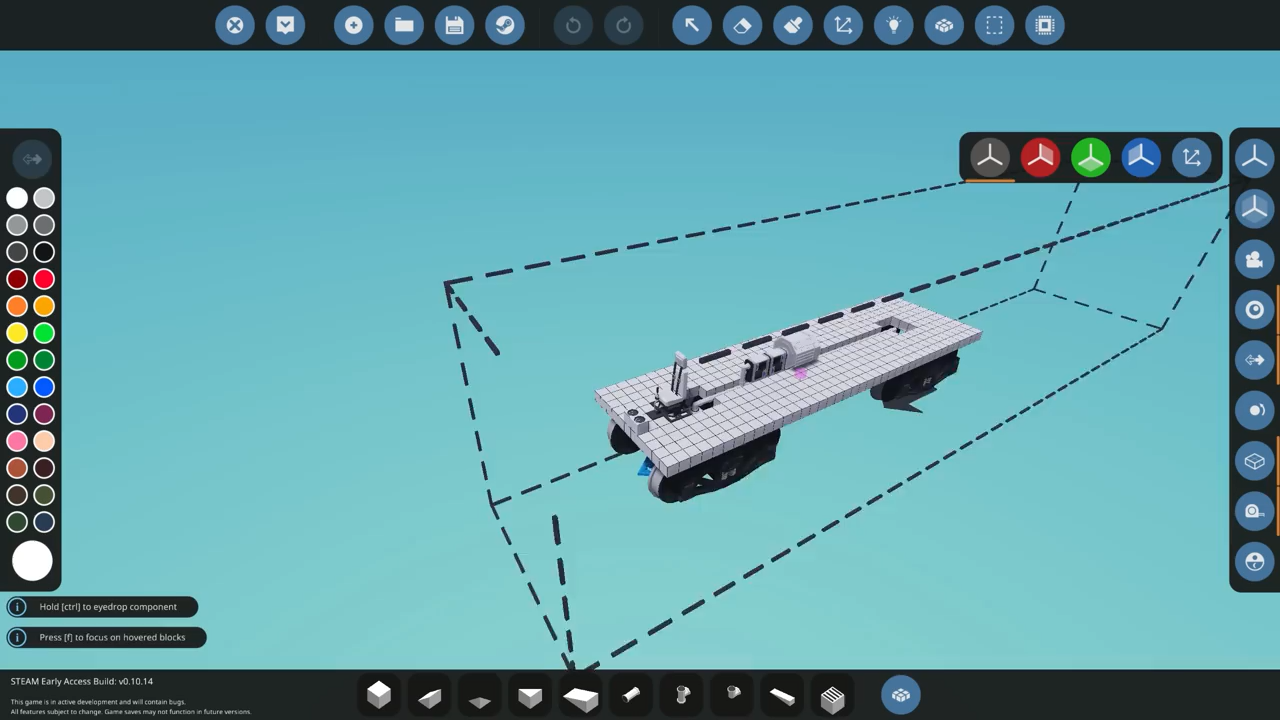 Hold [ctrl] to eyedrop component
Press [f] to focus on hovered blocks
STEAM Early Access Build: v0.10.14
This game is in active development and will contain bugs.
All features subject to change. Game saves may not function in future versions.